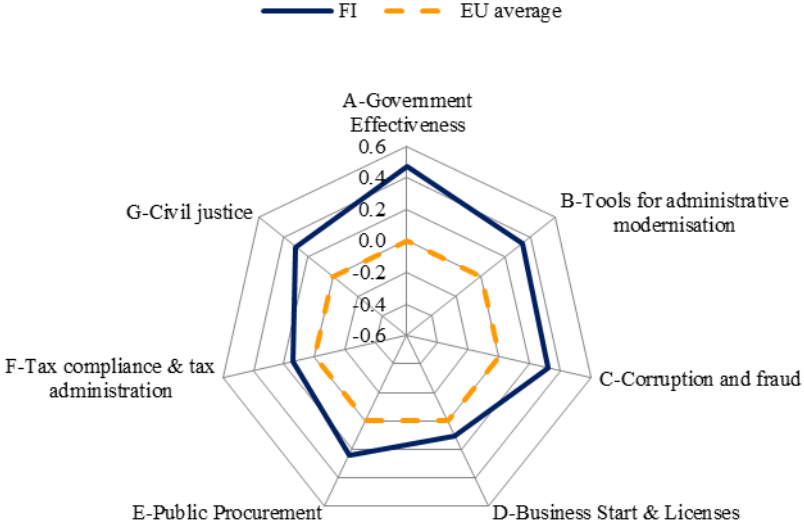 FI
EU average
A-Government
Effectiveness
0.6
0.4
0.2
0.0
-0.2
-0.4
-0.6
B-Tools for administrative
modernisation
C-Corruption and fraud
D-Business Start & Licenses
E-Public Procurement
F-Tax compliance & tax
administration
G-Civil justice